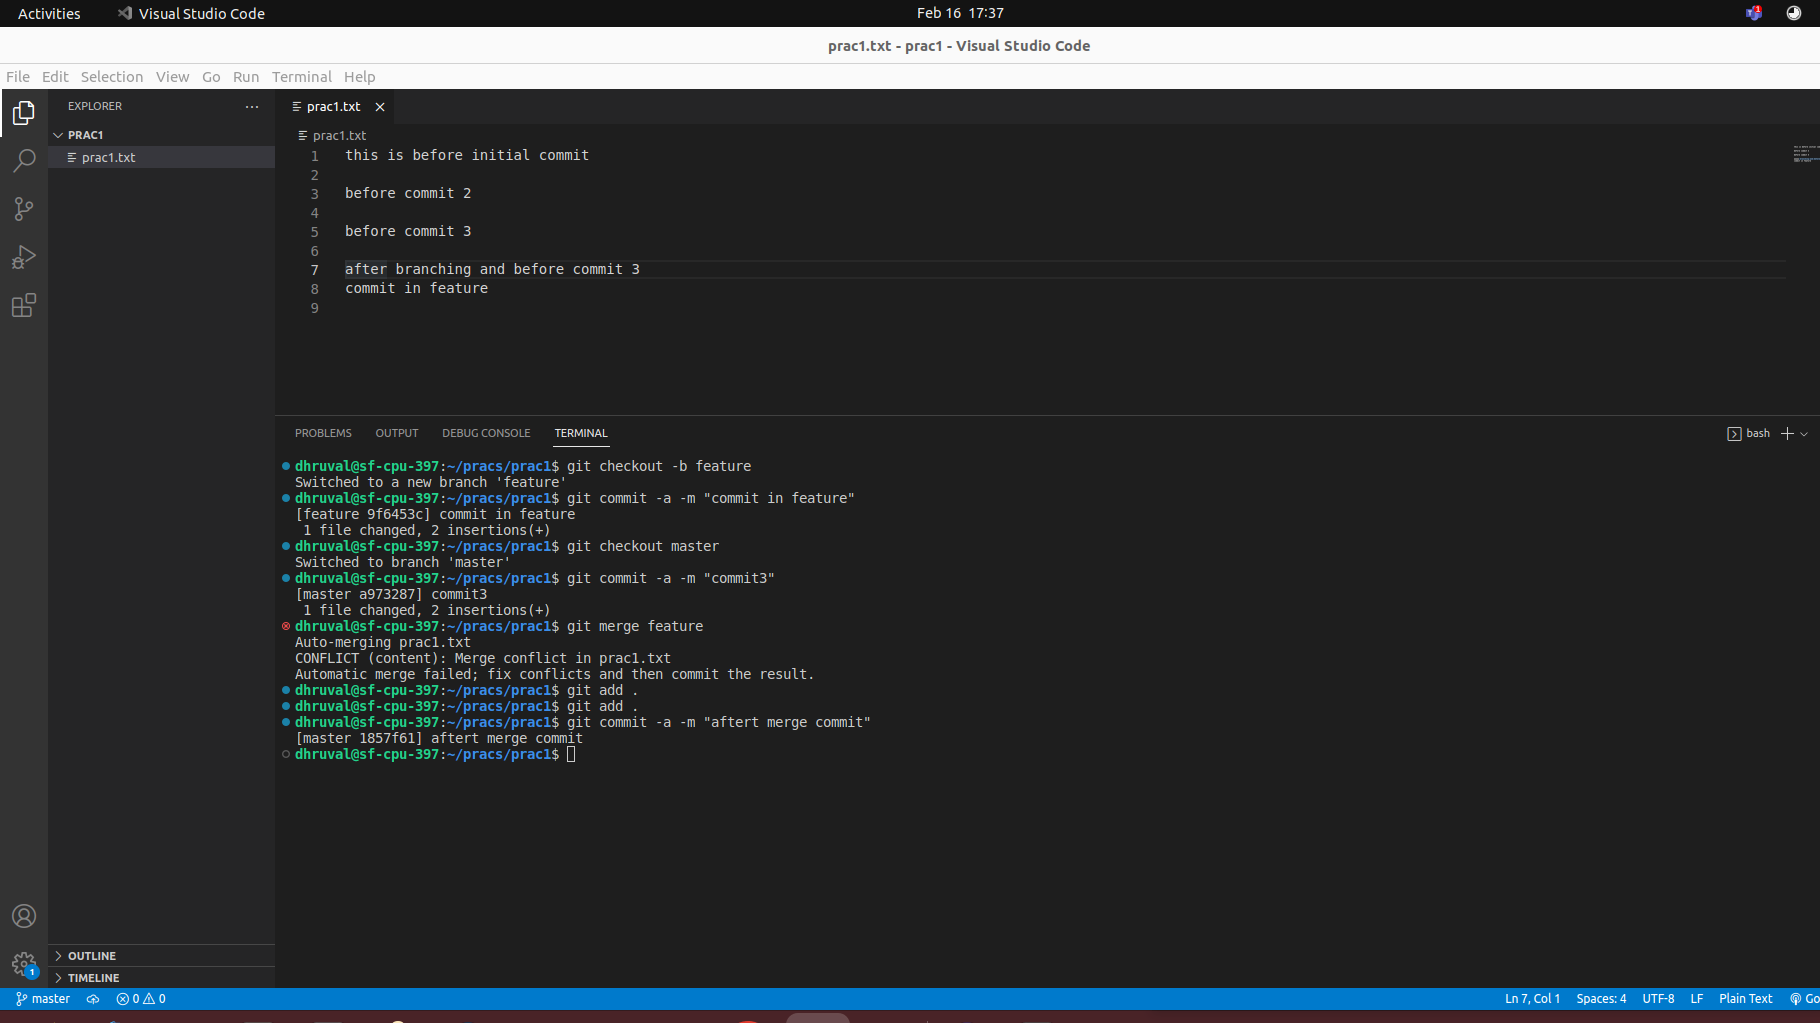 Activities Visual Studio Code Feb 16 17:37 1
prac1.txt - prac1 - Visual Studio Code
File Edit Selection View Go Run Terminal Help
EXPLORER ... prac1.txt
PRAC1 prac1.txt
prac1.txt
1 this is before initial commit
2
3 before commit 2
4
5 before commit 3
6
7 after branching and before commit 3
8 commit in feature
9
PROBLEMS OUTPUT DEBUG CONSOLE TERMINAL bash
dhruval@sf-cpu-397:~/pracs/prac1$ git checkout -b feature
Switched to a new branch 'feature'
dhruval@sf-cpu-397:~/pracs/prac1$ git commit -a -m "commit in feature"
[feature 9f6453c] commit in feature
1 file changed, 2 insertions(+)
dhruval@sf-cpu-397:~/pracs/prac1$ git checkout master
Switched to branch 'master'
dhruval@sf-cpu-397:~/pracs/prac1$ git commit -a -m "commit3"
[master a973287] commit3
1 file changed, 2 insertions(+)
dhruval@sf-cpu-397:~/pracs/prac1$ git merge feature
Auto-merging prac1.txt
CONFLICT (content): Merge conflict in prac1.txt
Automatic merge failed; fix conflicts and then commit the result.
dhruval@sf-cpu-397:~/pracs/prac1$ git add .
dhruval@sf-cpu-397:~/pracs/prac1$ git add .
dhruval@sf-cpu-397:~/pracs/prac1$ git commit -a -m "aftert merge commit"
[master 1857f61] aftert merge commit
dhruval@sf-cpu-397:~/pracs/prac1$
OUTLINE
1
TIMELINE
master 0 0 Ln 7, Col 1 Spaces: 4 UTF-8 LF Plain Text Go